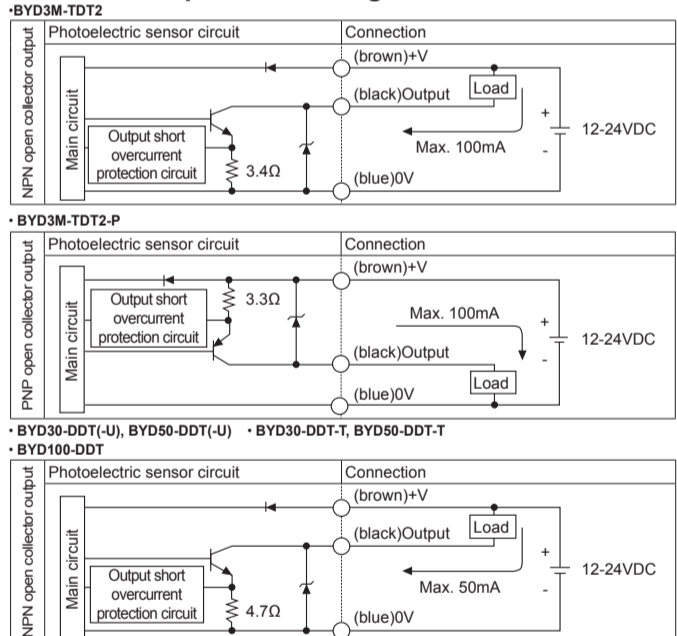 ·BYD3M-TDT2
NPN open collector output
Photoelectric sensor circuit
Connection
Main circuit
(brown)+V
(black)Output
Load
Output short
overcurrent
protection circuit
3.4Ω
Max. 100mA
+
-
12-24VDC
(blue)0V
· BYD3M-TDT2-P
PNP open collector output
Photoelectric sensor circuit
Connection
Main circuit
(brown)+V
Output short
overcurrent
protection circuit
3.3Ω
Max. 100mA
+
-
12-24VDC
(black)Output
Load
(blue)0V
· BYD30-DDT(-U), BYD50-DDT(-U) · BYD30-DDT-T, BYD50-DDT-T
· BYD100-DDT
NPN open collector output
Photoelectric sensor circuit
Connection
Main circuit
(brown)+V
(black)Output
Load
Output short
overcurrent
protection circuit
4.7Ω
Max. 50mA
+
-
12-24VDC
(blue)0V